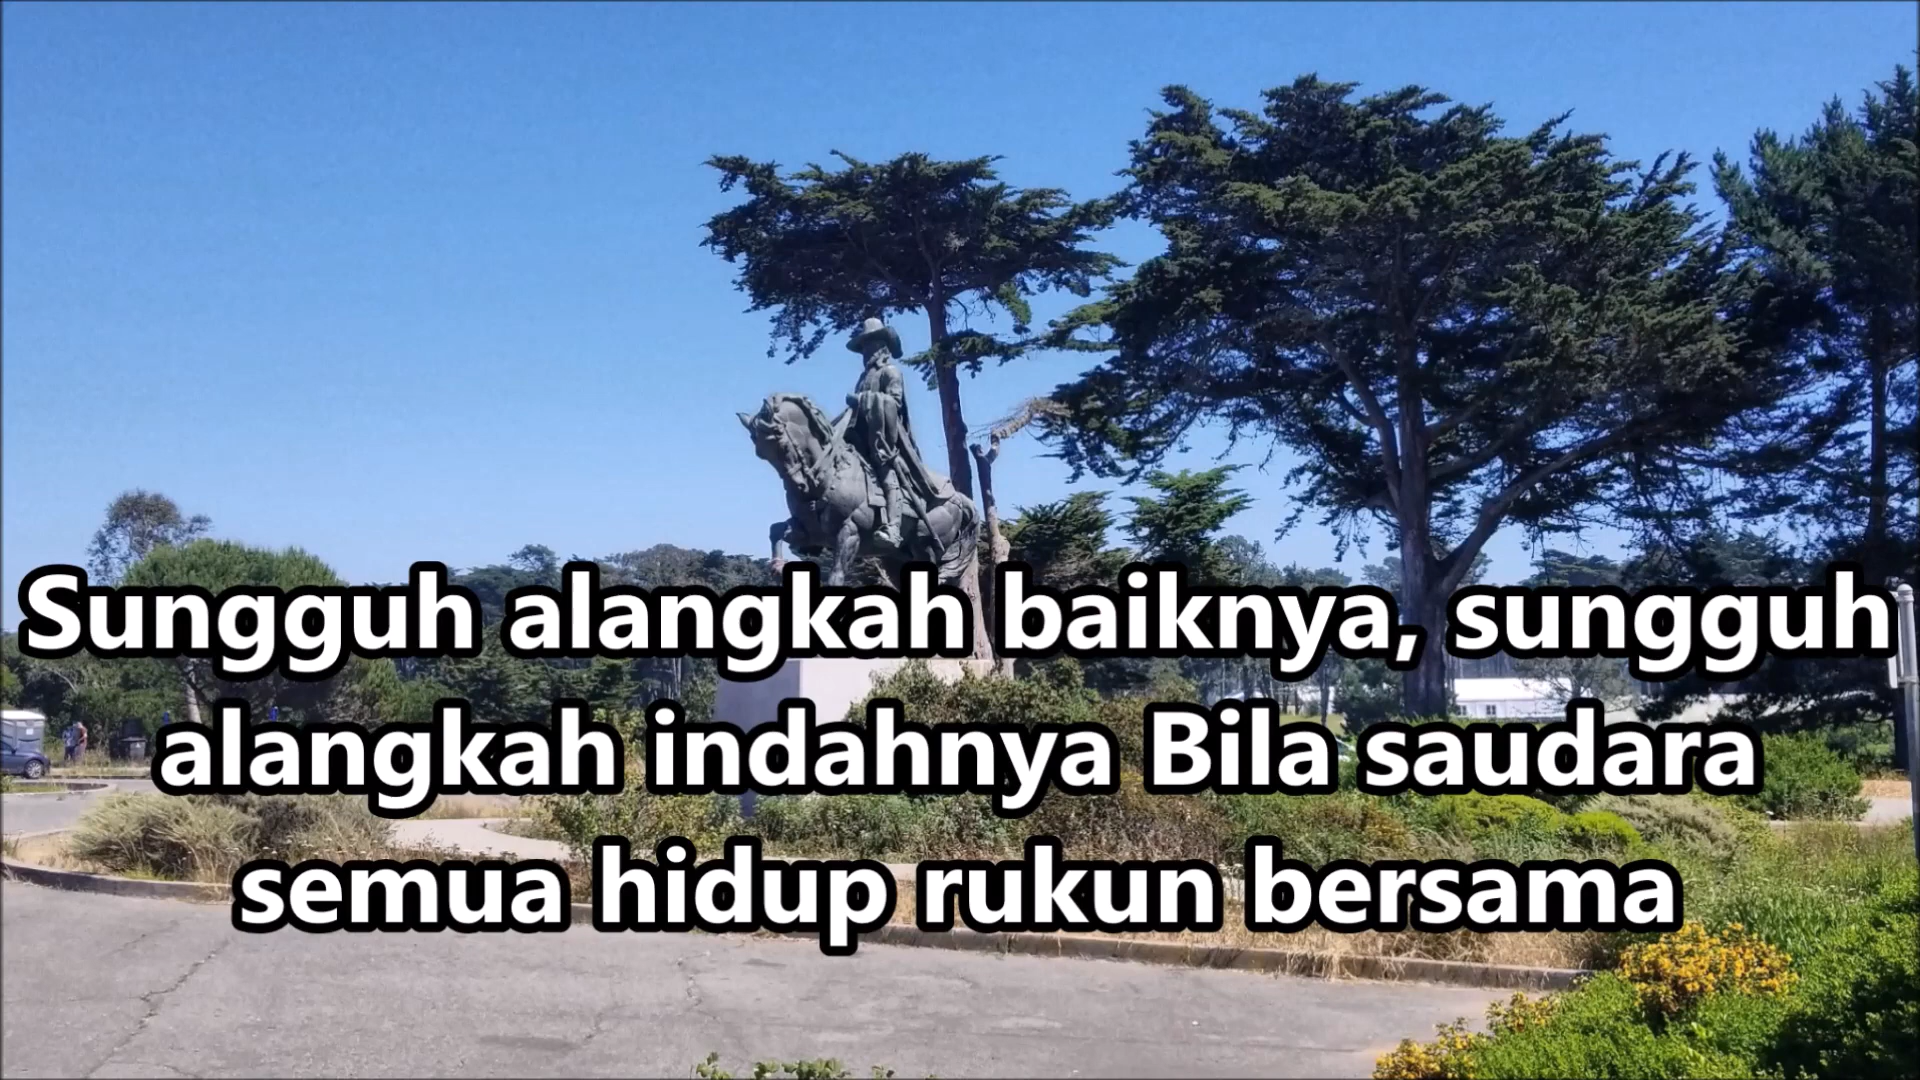 Sungguh alangkah baiknya, sungguh
alangkah indahnya Bila saudara
semua hidup rukun bersama